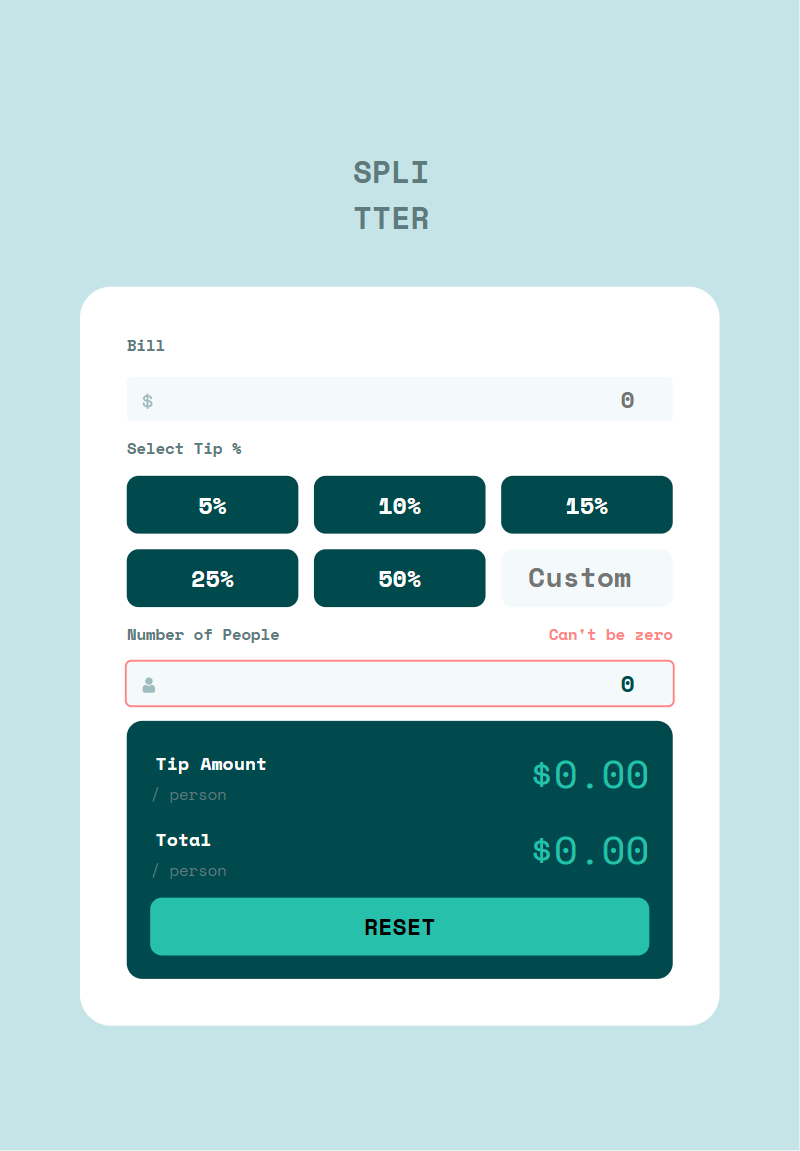 SPLI
TTER
Bill
$ 0
Select Tip %
5% 10% 15%
25% 50% Custom
Number of People Can't be zero
0
Tip Amount
/ person
$0.00
Total
/ person
$0.00
RESET